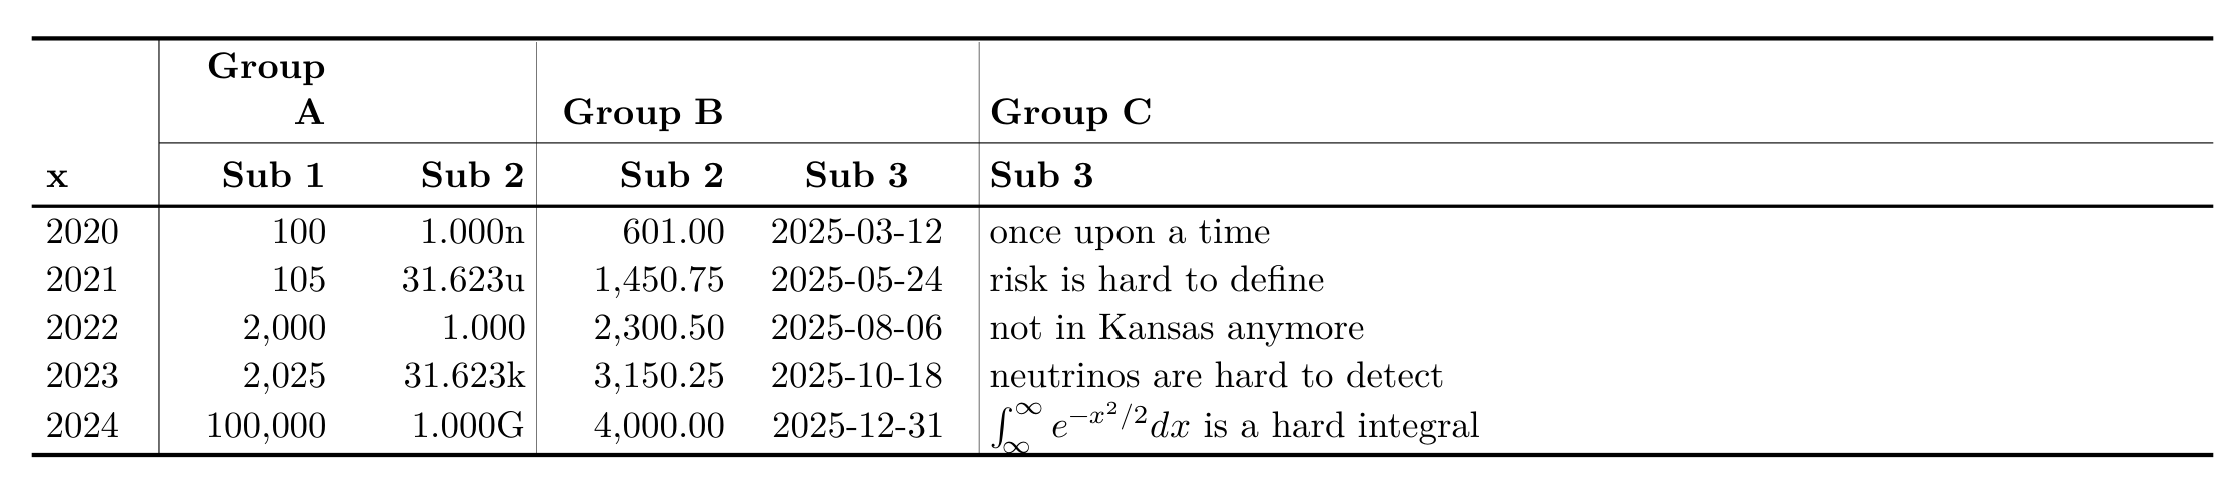 Group
A Group B Group C
x Sub 1 Sub 2 Sub 2 Sub 3 Sub 3
2020 100 1.000n 601.00 2025-03-12 once upon a time
2021 105 31.623u 1,450.75 2025-05-24 risk is hard to define
2022 2,000 1.000 2,300.50 2025-08-06 not in Kansas anymore
2023 2,025 31.623k 3,150.25 2025-10-18 neutrinos are hard to detect
2024 100,000 1.000G 4,000.00 2025-12-31 $\int_{\infty}^{\infty} e^{-x^2/2}dx$ is a hard integral